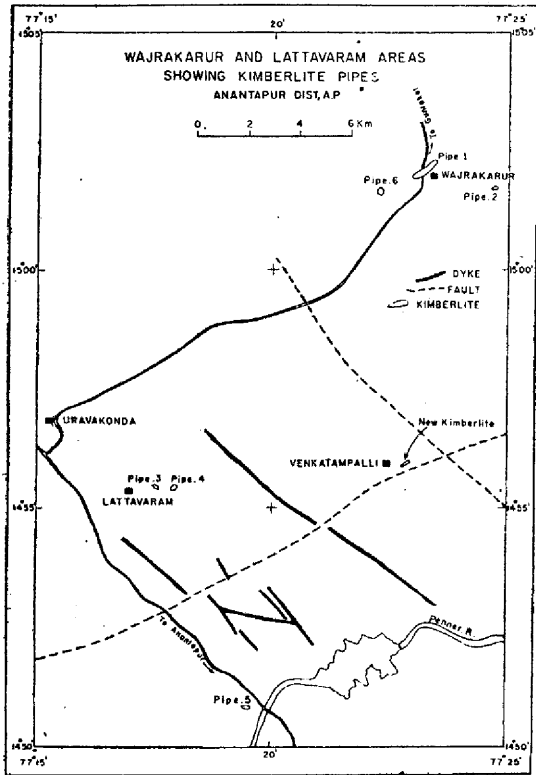 77°15'
20'
77°25'
15°05'
15°05'
WAJRAKARUR AND LATTAVARAM AREAS
SHOWING KIMBERLITE PIPES
ANANTAPUR DIST, A.P
0 2 4 6 Km
To Guntakal
Pipe 1
WAJRAKARUR
Pipe.6
Pipe.2
15°00'
15°00'
DYKE
FAULT
KIMBERLITE
URAVAKONDA
New Kimberlite
VENKATAMPALLI
Pipe.3 Pipe.4
LATTAVARAM
14°55'
14°55'
To Anantapur
Penner R.
Pipe.5
14°50'
14°50'
77°15'
20'
77°25'